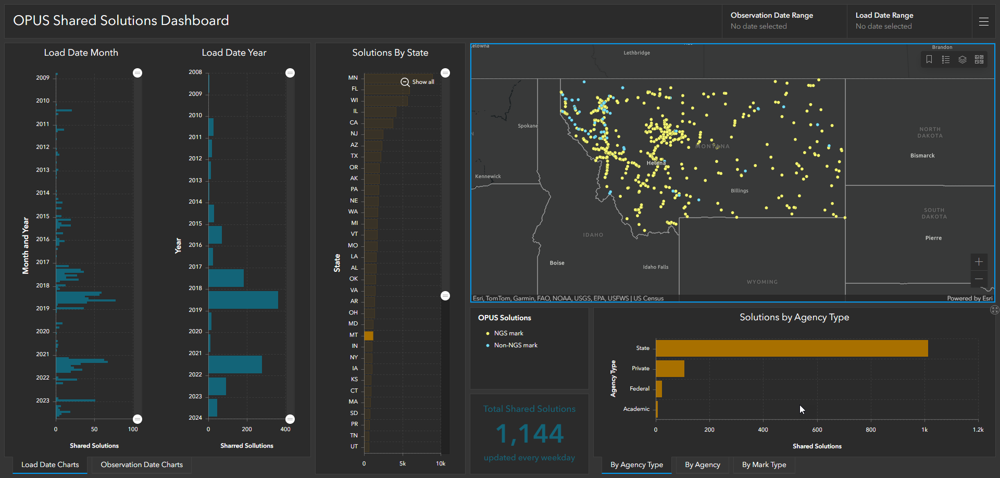 OPUS Shared Solutions Dashboard
Observation Date Range
No date selected
Load Date Range
No date selected
Load Date Month
Month and Year
2009
2010
2011
2012
2013
2014
2015
2016
2017
2018
2019
2020
2021
2022
2023
0 50 100
Shared Solutions
Load Date Year
Year
2008
2009
2010
2011
2012
2013
2014
2015
2016
2017
2018
2019
2020
2021
2022
2023
2024
0 200 400
Sharred Sollutions
Load Date Charts
Observation Date Charts
Solutions By State
Show all
State
MN
FL
WI
IL
CA
NJ
AZ
TX
OR
AK
PA
NE
WA
MI
VT
MO
LA
AL
OK
VA
AR
OH
MD
MT
IN
NY
IA
KS
CT
MA
SD
PR
TN
UT
0 5k 10k
elowna
Lethbridge
Brandon
Spokane
NORTH
DAKOTA
MONTANA
Bismarck
Helena
Kennewick
Billings
SOUTH
DAKOTA
IDAHO
Pierre
Boise
Idaho Falls
WYOMING
Esri, TomTom, Garmin, FAO, NOAA, USGS, EPA, USFWS | US Census
Powered by Esri
OPUS Solutions
NGS mark
Non-NGS mark
Total Shared Solutions
1,144
updated every weekday
Solutions by Agency Type
Agency Type
State
Private
Federal
Academic
0 200 400 600 800 1k 1.2k
Shared Solutions
By Agency Type
By Agency
By Mark Type